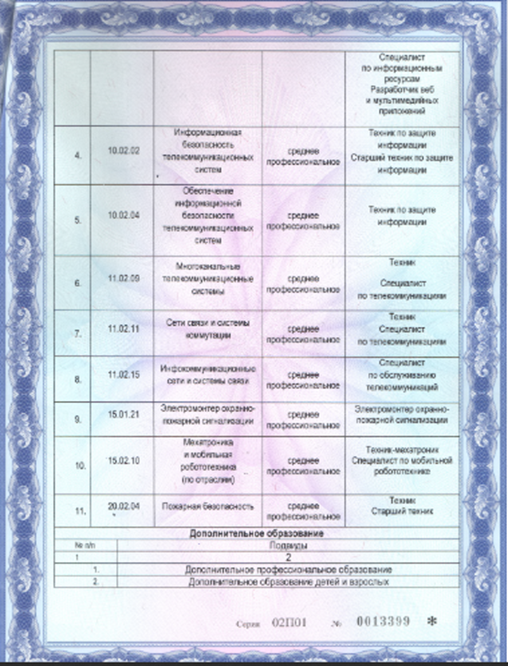 Специалист
по информационным
ресурсам
Разработчик веб
и мультимедийных
приложений
4. 10.02.02 Информационная безопасность телекоммуникационных систем среднее профессиональное Техник по защите информации Старший техник по защите информации
5. 10.02.04 Обеспечение информационной безопасности телекоммуникационных систем среднее профессиональное Техник по защите информации
6. 11.02.09 Многоканальные телекоммуникационные системы среднее профессиональное Техник Специалист по телекоммуникациям
7. 11.02.11 Сети связи и системы коммутации среднее профессиональное Техник Специалист по телекоммуникациям
8. 11.02.15 Инфокоммуникационные сети и системы связи среднее профессиональное Специалист по обслуживанию телекоммуникаций
9. 15.01.21 Электромонтер охранно-пожарной сигнализации среднее профессиональное Электромонтер охранно-пожарной сигнализации
10. 15.02.10 Мехатроника и мобильная робототехника (по отраслям) среднее профессиональное Техник-мехатроник Специалист по мобильной робототехнике
11. 20.02.04 Пожарная безопасность среднее профессиональное Техник Старший техник
Дополнительное образование
№ п/п Подвиды
1 2
1. Дополнительное профессиональное образование
2. Дополнительное образование детей и взрослых
Серия 02П01 № 0013399 *